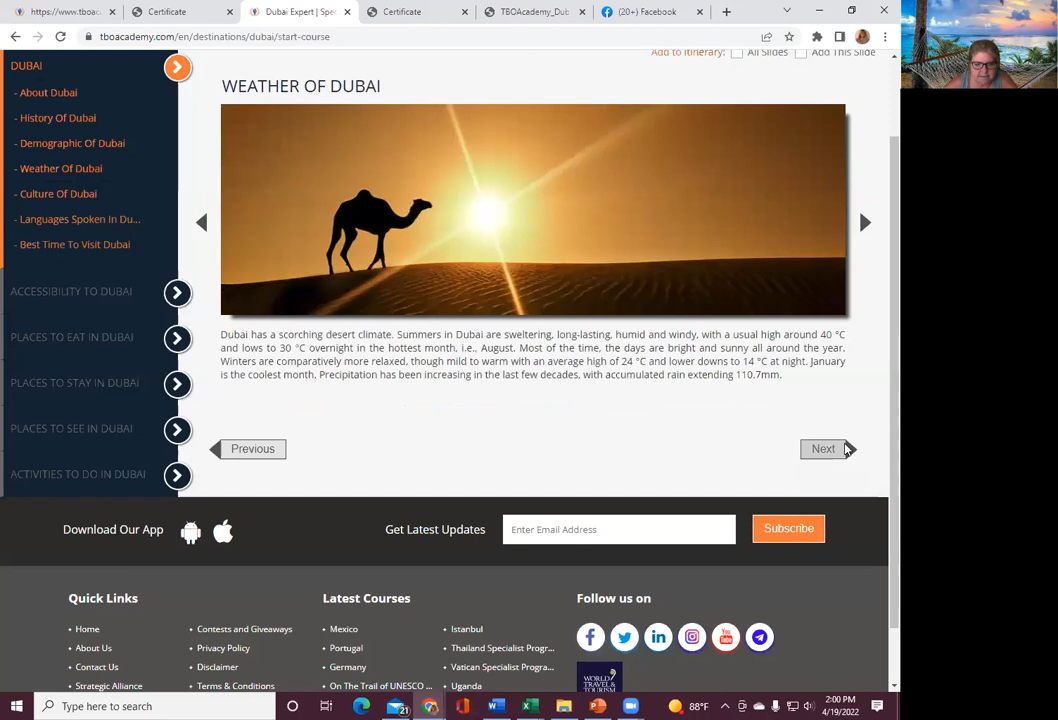 https://www.tboac
Certificate
Dubai Expert | Spe
Certificate
TBOAcademy_Dub
(20+) Facebook
tboacademy.com/en/destinations/dubai/start-course
Add to Itinerary: All Slides Add This Slide
DUBAI
- About Dubai
- History Of Dubai
- Demographic Of Dubai
- Weather Of Dubai
- Culture Of Dubai
- Languages Spoken In Du...
- Best Time To Visit Dubai
ACCESSIBILITY TO DUBAI
PLACES TO EAT IN DUBAI
PLACES TO STAY IN DUBAI
PLACES TO SEE IN DUBAI
ACTIVITIES TO DO IN DUBAI
WEATHER OF DUBAI
Dubai has a scorching desert climate. Summers in Dubai are sweltering, long-lasting, humid and windy, with a usual high around 40 °C
and lows to 30 °C overnight in the hottest month, i.e., August. Most of the time, the days are bright and sunny all around the year.
Winters are comparatively more relaxed, though mild to warm with an average high of 24 °C and lower downs to 14 °C at night. January
is the coolest month. Precipitation has been increasing in the last few decades, with accumulated rain extending 110.7mm.
Previous
Next
Download Our App
Get Latest Updates
Enter Email Address
Subscribe
Quick Links
Home
About Us
Contact Us
Strategic Alliance
Contests and Giveaways
Privacy Policy
Disclaimer
Terms & Conditions
Latest Courses
Mexico
Portugal
Germany
On The Trail of UNESCO ...
Istanbul
Thailand Specialist Progr...
Vatican Specialist Progra...
Uganda
Follow us on
You
Tube
WORLD
TRAVEL&
TOURISM
Type here to search
21
88°F
2:00 PM
4/19/2022